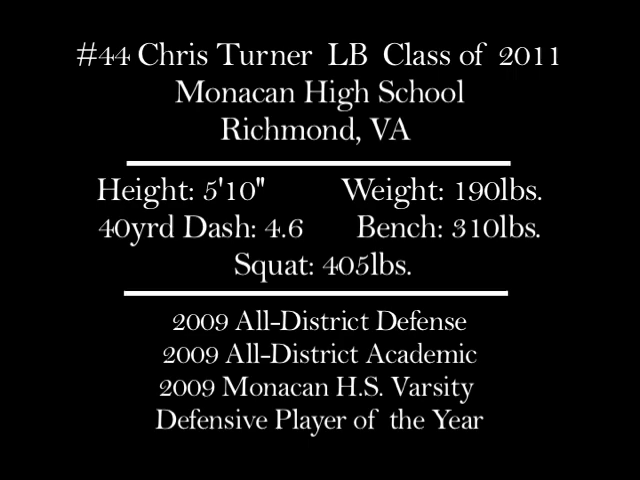 #44 Chris Turner LB Class of 2011
Monacan High School
Richmond, VA
Height: 5'10" Weight: 190lbs.
40yrd Dash: 4.6 Bench: 310lbs.
Squat: 405lbs.
2009 All-District Defense
2009 All-District Academic
2009 Monacan H.S. Varsity
Defensive Player of the Year